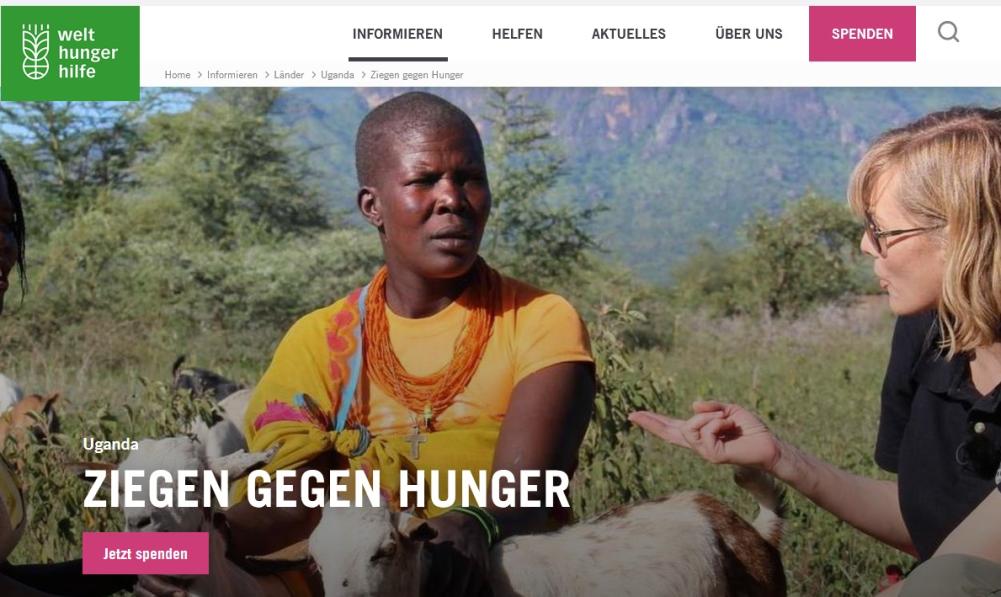 welt
hunger
hilfe
INFORMIEREN HELFEN AKTUELLES ÜBER UNS SPENDEN
Home > Informieren > Länder > Uganda > Ziegen gegen Hunger
Uganda
ZIEGEN GEGEN HUNGER
Jetzt spenden